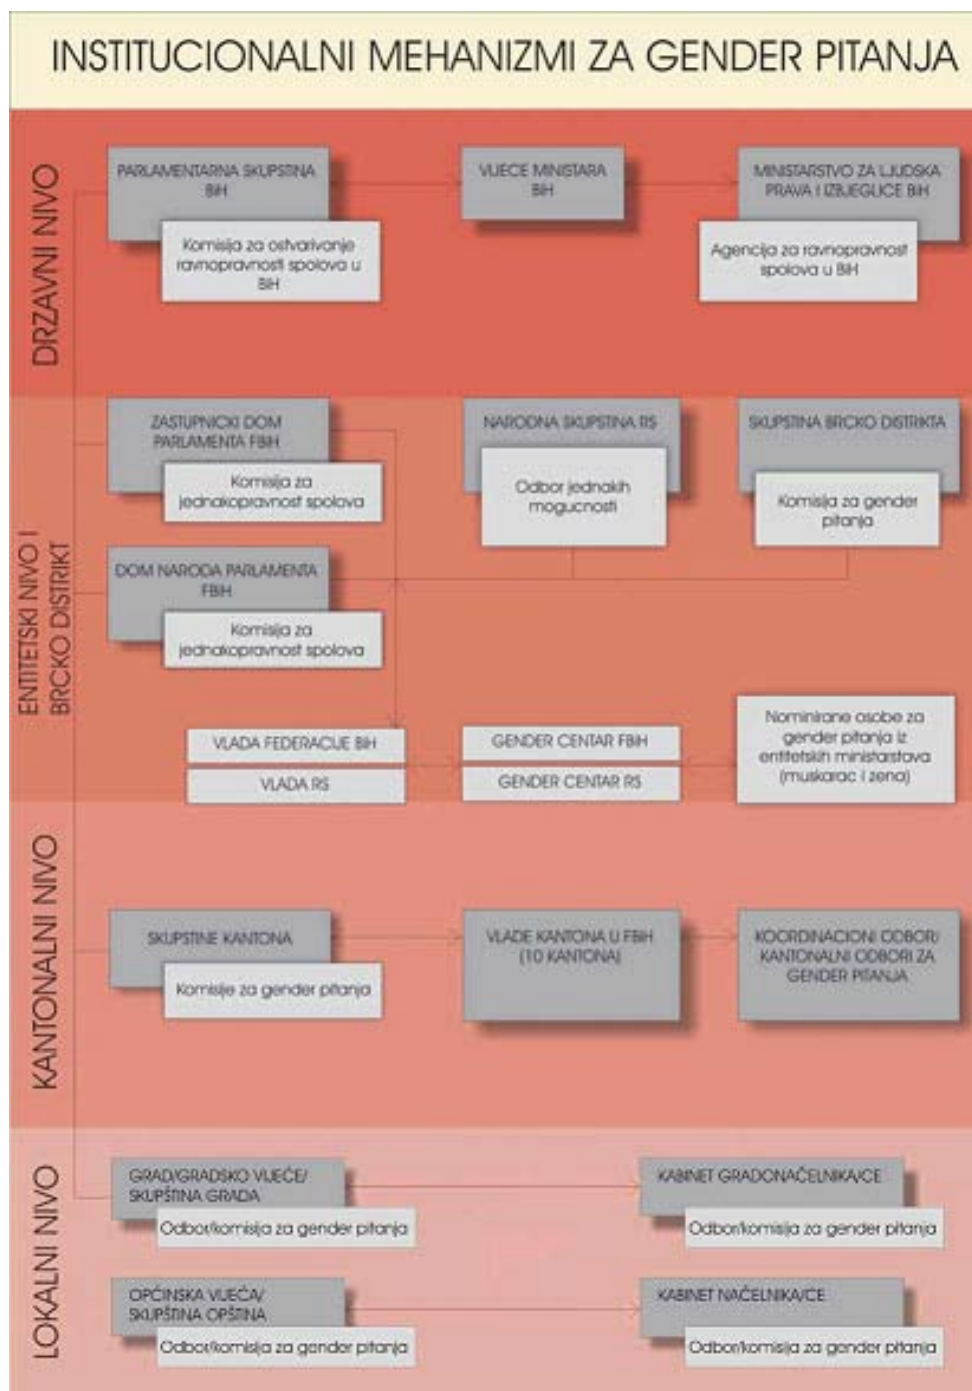 INSTITUCIONALNI MEHANIZMI ZA GENDER PITANJA
DRZAVNI NIVO
PARLAMENTARNA SKUPSTINA
BiH
Komisija za ostvarivanje
ravnopravnosti spolova u
BiH
VIJECE MINISTARA
BIH
MINISTARSTVO ZA LJUDSKA
PRAVA I IZBJEGLICE BIH
Agencija za ravnopravnost
spolova u BiH
ENTITETSKI NIVO I
BRCKO DISTRIKT
ZASTUPNICKI DOM
PARLAMENTA FBiH
Komisija za
jednakopravnost spolova
NARODNA SKUPSTINA RS
Odbor jednakih
mogucnosti
SKUPSTINA BRCKO DISTRIKTA
Komisija za gender
pitanja
DOM NARODA PARLAMENTA
FBIH
Komisija za
jednakopravnost spolova
VLADA FEDERACIJE BIH
VLADA RS
GENDER CENTAR FBIH
GENDER CENTAR RS
Nominirane osobe za
gender pitanja iz
entitetskih ministarstava
(muskarac i zena)
KANTONALNI NIVO
SKUPSTINE KANTONA
Komisije za gender pitanja
VLADE KANTONA U FBIH
(10 KANTONA)
KOORDINACIONI ODBOR/
KANTONALNI ODBORI ZA
GENDER PITANJA
LOKALNI NIVO
GRAD/GRADSKO VIJEĆE/
SKUPŠTINA GRADA
Odbor/komisija za gender pitanja
KABINET GRADONAČELNIKA/CE
Odbor/komisija za gender pitanja
OPĆINSKA VIJEĆA/
SKUPŠTINA OPŠTINA
Odbor/komisija za gender pitanja
KABINET NAČELNIKA/CE
Odbor/komisija za gender pitanja